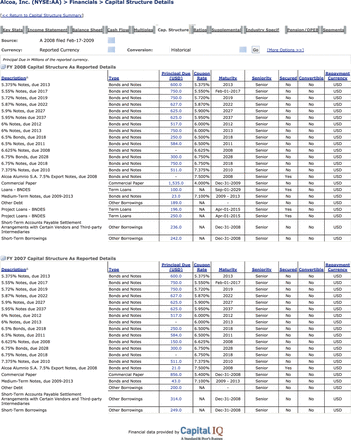 Alcoa, Inc. (NYSE:AA) > Financials > Capital Structure Details
[<< Return to Capital Structure Summary]
Key Stats Income Statement Balance Sheet Cash Flow Multiples Cap. Structure Ratios Supplemental Industry Specif Pension/OPEB Segments
Source: A 2008 filed Feb-17-2009
Currency: Reported Currency Conversion: Historical Go [More Options >>]
Principal Due in Millions of the reported currency.
FY 2008 Capital Structure As Reported Details
Description Type Principal Due (USD) Coupon Rate Maturity Seniority Secured Convertible Repayment Currency
5.375% Notes, due 2013 Bonds and Notes 600.0 5.375% 2013 Senior No No USD
5.55% Notes, due 2017 Bonds and Notes 750.0 5.550% Feb-01-2017 Senior No No USD
5.72% Notes, due 2019 Bonds and Notes 750.0 5.720% 2019 Senior No No USD
5.87% Notes, due 2022 Bonds and Notes 627.0 5.870% 2022 Senior No No USD
5.9% Notes, due 2027 Bonds and Notes 625.0 5.900% 2027 Senior No No USD
5.95% Notes due 2037 Bonds and Notes 625.0 5.950% 2037 Senior No No USD
6% Notes, due 2012 Bonds and Notes 517.0 6.000% 2012 Senior No No USD
6% Notes, due 2013 Bonds and Notes 750.0 6.000% 2013 Senior No No USD
6.5% Bonds, due 2018 Bonds and Notes 250.0 6.500% 2018 Senior No No USD
6.5% Notes, due 2011 Bonds and Notes 584.0 6.500% 2011 Senior No No USD
6.625% Notes, due 2008 Bonds and Notes - 6.625% 2008 Senior No No USD
6.75% Bonds, due 2028 Bonds and Notes 300.0 6.750% 2028 Senior No No USD
6.75% Notes, due 2018 Bonds and Notes 750.0 6.750% 2018 Senior No No USD
7.375% Notes, due 2010 Bonds and Notes 511.0 7.375% 2010 Senior No No USD
Alcoa Alumínio S.A. 7.5% Export Notes, due 2008 Bonds and Notes - 7.500% 2008 Senior Yes No USD
Commercial Paper Commercial Paper 1,535.0 Dec-31-2009 Senior No No USD
Loans - BNDES Term Loans 100.0 NA Sep-01-2029 Senior Yes No USD
Medium-Term Notes, due 2009-2013 Bonds and Notes 2009 - 2013 Senior No No USD
Other Debt Other Borrowings 189.0 NA - Senior No No USD
Project Loans - BNDES Term Loans 196.0 NA Apr-01-2015 Senior Yes No USD
Project Loans - BNDES Term Loans 250.0 NA Apr-01-2015 Senior Yes No USD
Short-Term Accounts Payable Settlement
Arrangements with Certain Vendors and Third-party Other Borrowings 236.0 NA Dec-31-2008 Senior No No USD
Intermediaries
Short-Term Borrowings Other Borrowings 242.0 NA Dec-31-2008 Senior No No USD
FY 2007 Capital Structure As Reported Details
Description Type Principal Due (USD) Coupon Rate Maturity Seniority Secured Convertible Repayment Currency
5.375% Notes, due 2013 Bonds and Notes 600.0 5.375% 2013 Senior No No USD
5.55% Notes, due 2017 Bonds and Notes 750.0 5.550% Feb-01-2017 Senior No No USD
5.72% Notes, due 2019 Bonds and Notes 750.0 5.720% 2019 Senior No No USD
5.87% Notes, due 2022 Bonds and Notes 627.0 5.870% 2022 Senior No No USD
5.9% Notes, due 2027 Bonds and Notes 625.0 5.900% 2027 Senior No No USD
5.95% Notes due 2037 Bonds and Notes 625.0 5.950% 2037 Senior No No USD
6% Notes, due 2012 Bonds and Notes 517.0 6.000% 2012 Senior No No USD
6% Notes, due 2013 Bonds and Notes - 6.000% 2013 Senior No No USD
6.5% Bonds, due 2018 Bonds and Notes 250.0 6.500% 2018 Senior No No USD
6.5% Notes, due 2011 Bonds and Notes 584.0 6.500% 2011 Senior No No USD
6.625% Notes, due 2008 Bonds and Notes 150.0 6.625% 2008 Senior No No USD
6.75% Bonds, due 2028 Bonds and Notes 300.0 6.750% 2028 Senior No No USD
6.75% Notes, due 2018 Bonds and Notes - 6.750% 2018 Senior No No USD
7.375% Notes, due 2010 Bonds and Notes 511.0 7.375% 2010 Senior No No USD
Alcoa Alumínio S.A. 7.5% Export Notes, due 2008 Bonds and Notes 21.0 7.500% 2008 Senior Yes No USD
Commercial Paper Commercial Paper 856.0 5.400% Dec-31-2008 Senior No No USD
Medium-Term Notes, due 2009-2013 Bonds and Notes 43.0 2009 - 2013 Senior No No USD
Other Debt Other Borrowings 200.0 NA - Senior No No USD
Short-Term Accounts Payable Settlement
Arrangements with Certain Vendors and Third-party Other Borrowings 314.0 NA Dec-31-2008 Senior No No USD
Intermediaries
Short-Term Borrowings Other Borrowings 249.0 NA Dec-31-2008 Senior No No USD
Financial data provided by Capital IQ
A Standard & Poor's Business